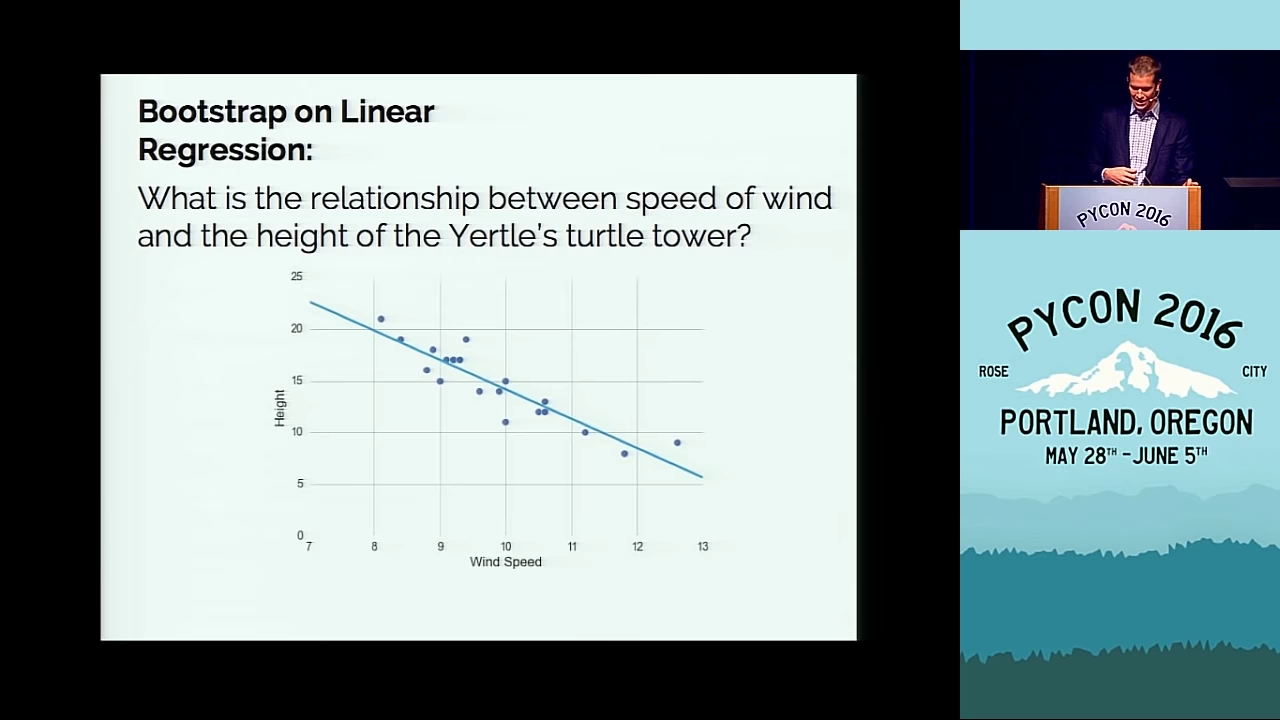 Bootstrap on Linear
Regression:
What is the relationship between speed of wind
and the height of the Yertle's turtle tower?
25
20
15
10
5
0
Height
7 8 9 10 11 12 13
Wind Speed
PYCON 2016
PYCON 2016
ROSE CITY
PORTLAND, OREGON
MAY 28TH - JUNE 5TH